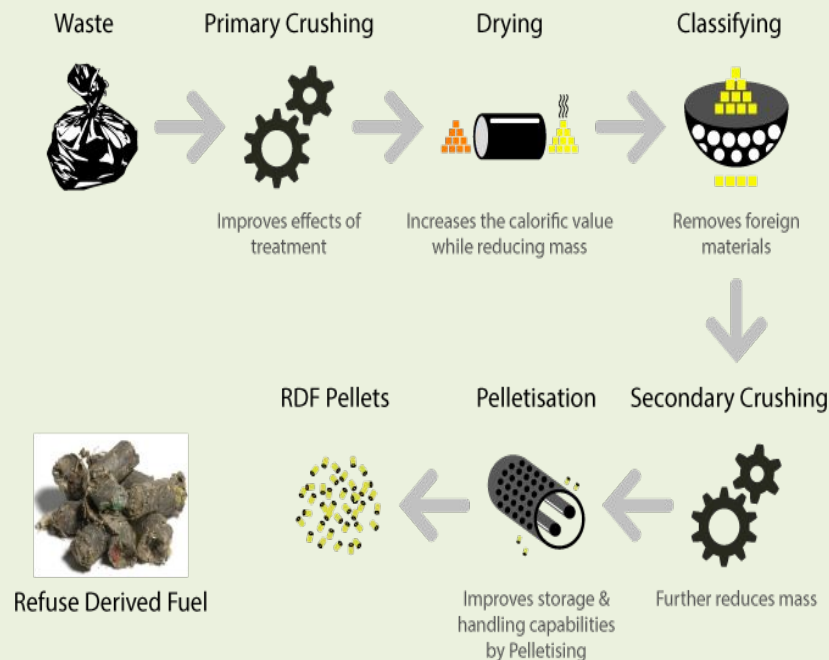 Waste
Primary Crushing
Drying
Classifying
Improves effects of
treatment
Increases the calorific value
while reducing mass
Removes foreign
materials
RDF Pellets
Pelletisation
Secondary Crushing
Refuse Derived Fuel
Improves storage &
handling capabilities
by Pelletising
Further reduces mass